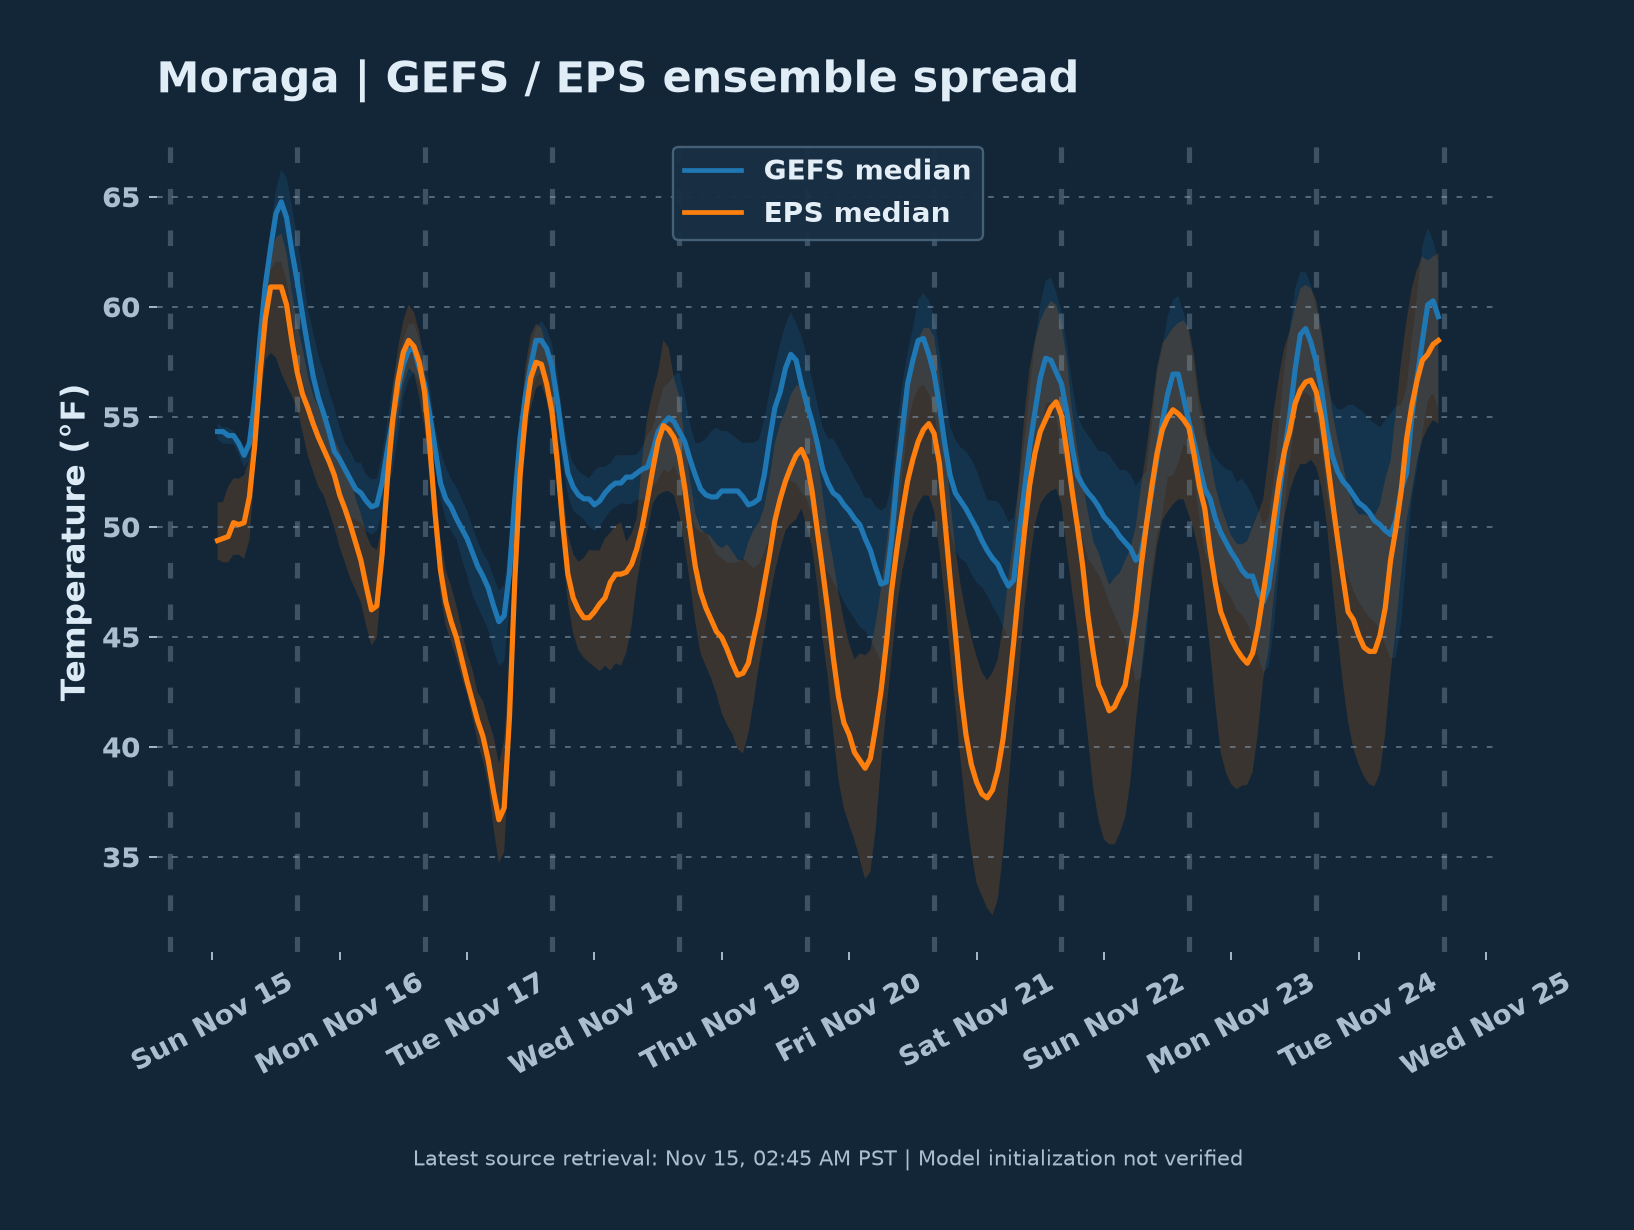 Moraga | GEFS / EPS ensemble spread
GEFS median
EPS median
Temperature (°F)
65
60
55
50
45
40
35
Sun Nov 15
Mon Nov 16
Tue Nov 17
Wed Nov 18
Thu Nov 19
Fri Nov 20
Sat Nov 21
Sun Nov 22
Mon Nov 23
Tue Nov 24
Wed Nov 25
Latest source retrieval: Nov 15, 02:45 AM PST | Model initialization not verified